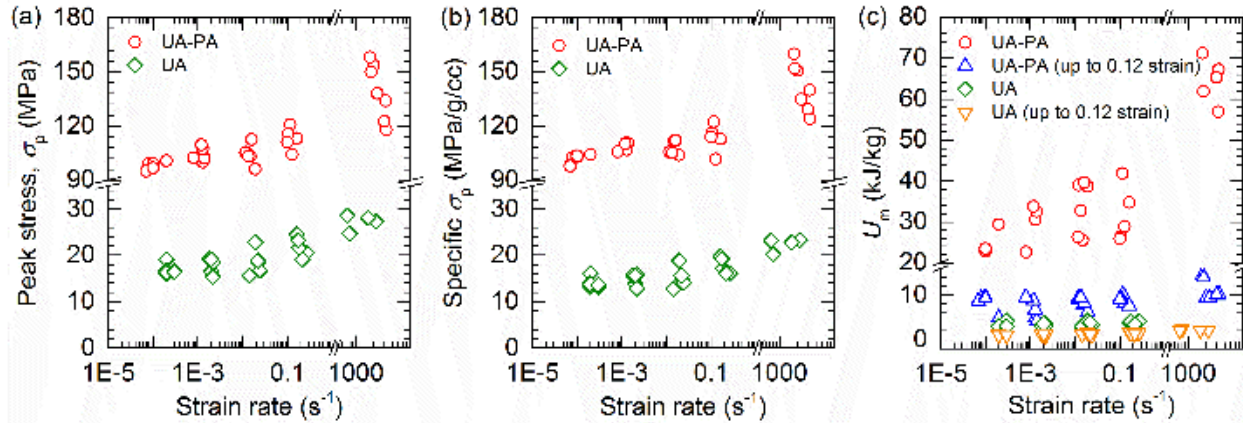 (a)
UA-PA
UA
Peak stress, σp (MPa)
180
150
120
90
30
20
10
0
1E-5
1E-3
0.1
1000
Strain rate (s-1)
(b)
UA-PA
UA
Specific σp (MPa/g/cc)
180
150
120
90
30
20
10
0
1E-5
1E-3
0.1
1000
Strain rate (s-1)
(c)
UA-PA
UA-PA (up to 0.12 strain)
UA
UA (up to 0.12 strain)
Um (kJ/kg)
80
70
60
50
40
30
20
10
0
1E-5
1E-3
0.1
1000
Strain rate (s-1)